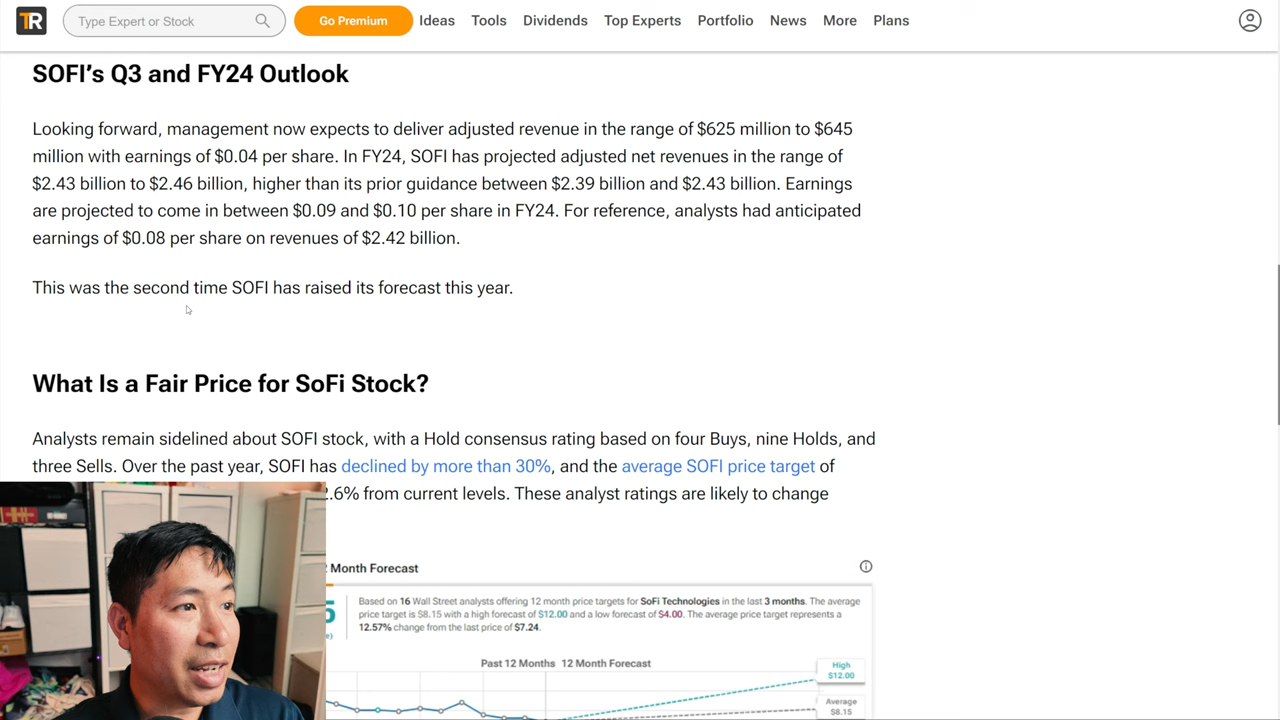 TR
Type Expert or Stock
Go Premium
Ideas
Tools
Dividends
Top Experts
Portfolio
News
More
Plans
SOFI’s Q3 and FY24 Outlook
Looking forward, management now expects to deliver adjusted revenue in the range of $625 million to $645
million with earnings of $0.04 per share. In FY24, SOFI has projected adjusted net revenues in the range of
$2.43 billion to $2.46 billion, higher than its prior guidance between $2.39 billion and $2.43 billion. Earnings
are projected to come in between $0.09 and $0.10 per share in FY24. For reference, analysts had anticipated
earnings of $0.08 per share on revenues of $2.42 billion.
This was the second time SOFI has raised its forecast this year.
What Is a Fair Price for SoFi Stock?
Analysts remain sidelined about SOFI stock, with a Hold consensus rating based on four Buys, nine Holds, and
three Sells. Over the past year, SOFI has declined by more than 30%, and the average SOFI price target of
.6% from current levels. These analyst ratings are likely to change
Month Forecast
Based on 16 Wall Street analysts offering 12 month price targets for SoFi Technologies in the last 3 months. The average
price target is $8.15 with a high forecast of $12.00 and a low forecast of $4.00. The average price target represents a
12.57% change from the last price of $7.24.
Past 12 Months
12 Month Forecast
High
$12.00
Average
$8.15